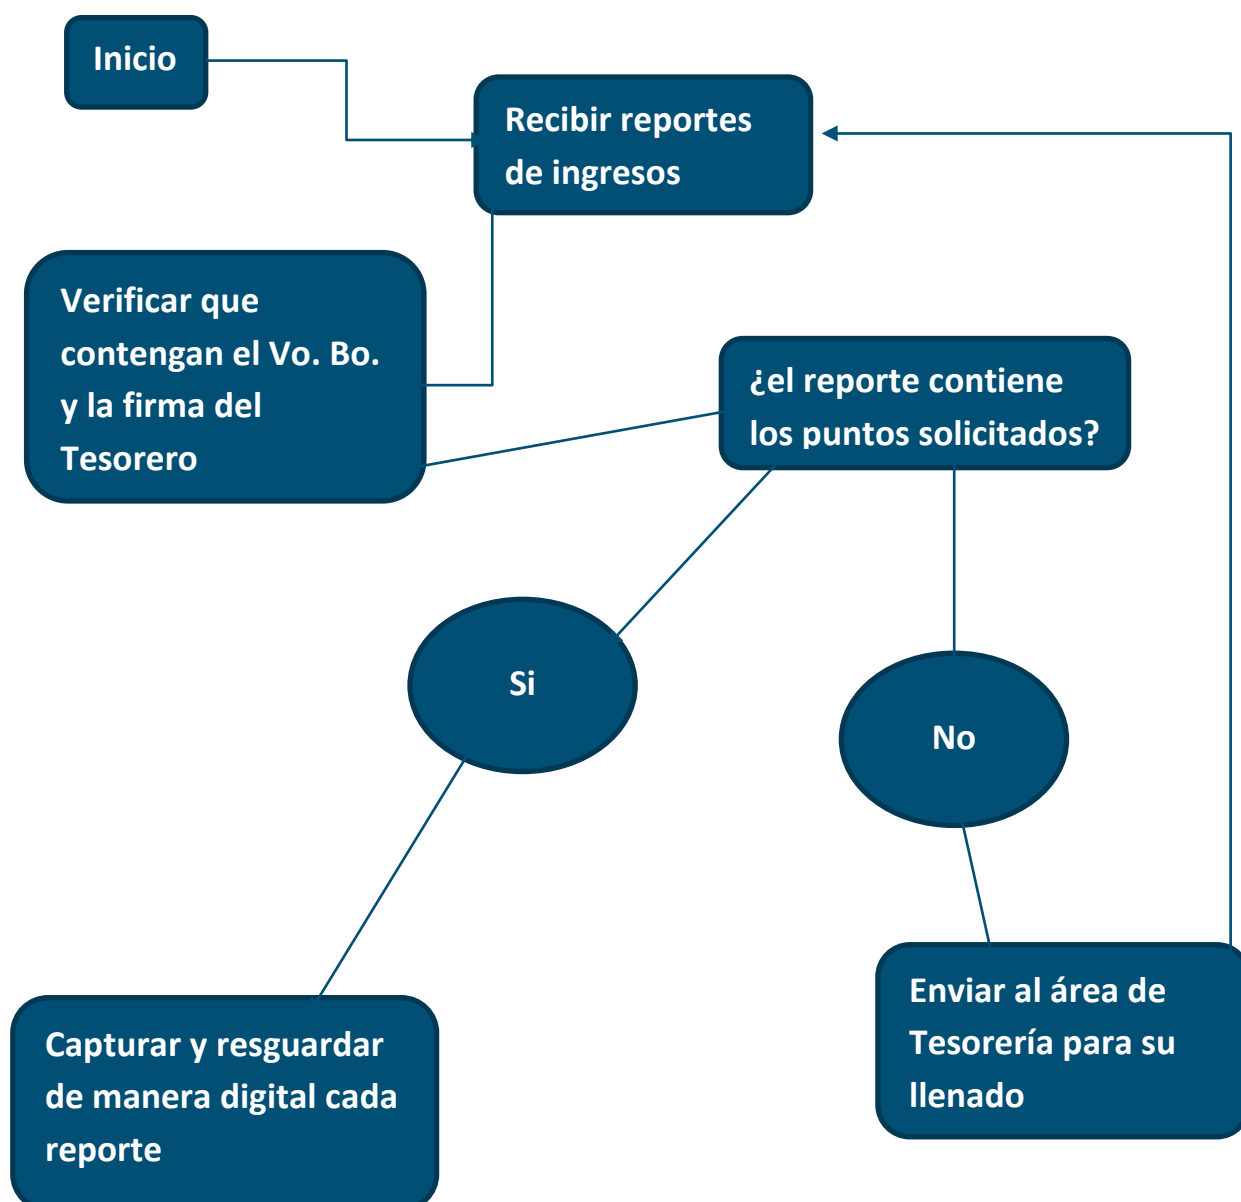 Inicio
Recibir reportes
de ingresos
Verificar que
contengan el Vo. Bo.
y la firma del
Tesorero
¿el reporte contiene
los puntos solicitados?
Si
No
Enviar al área de
Tesorería para su
llenado
Capturar y resguardar
de manera digital cada
reporte